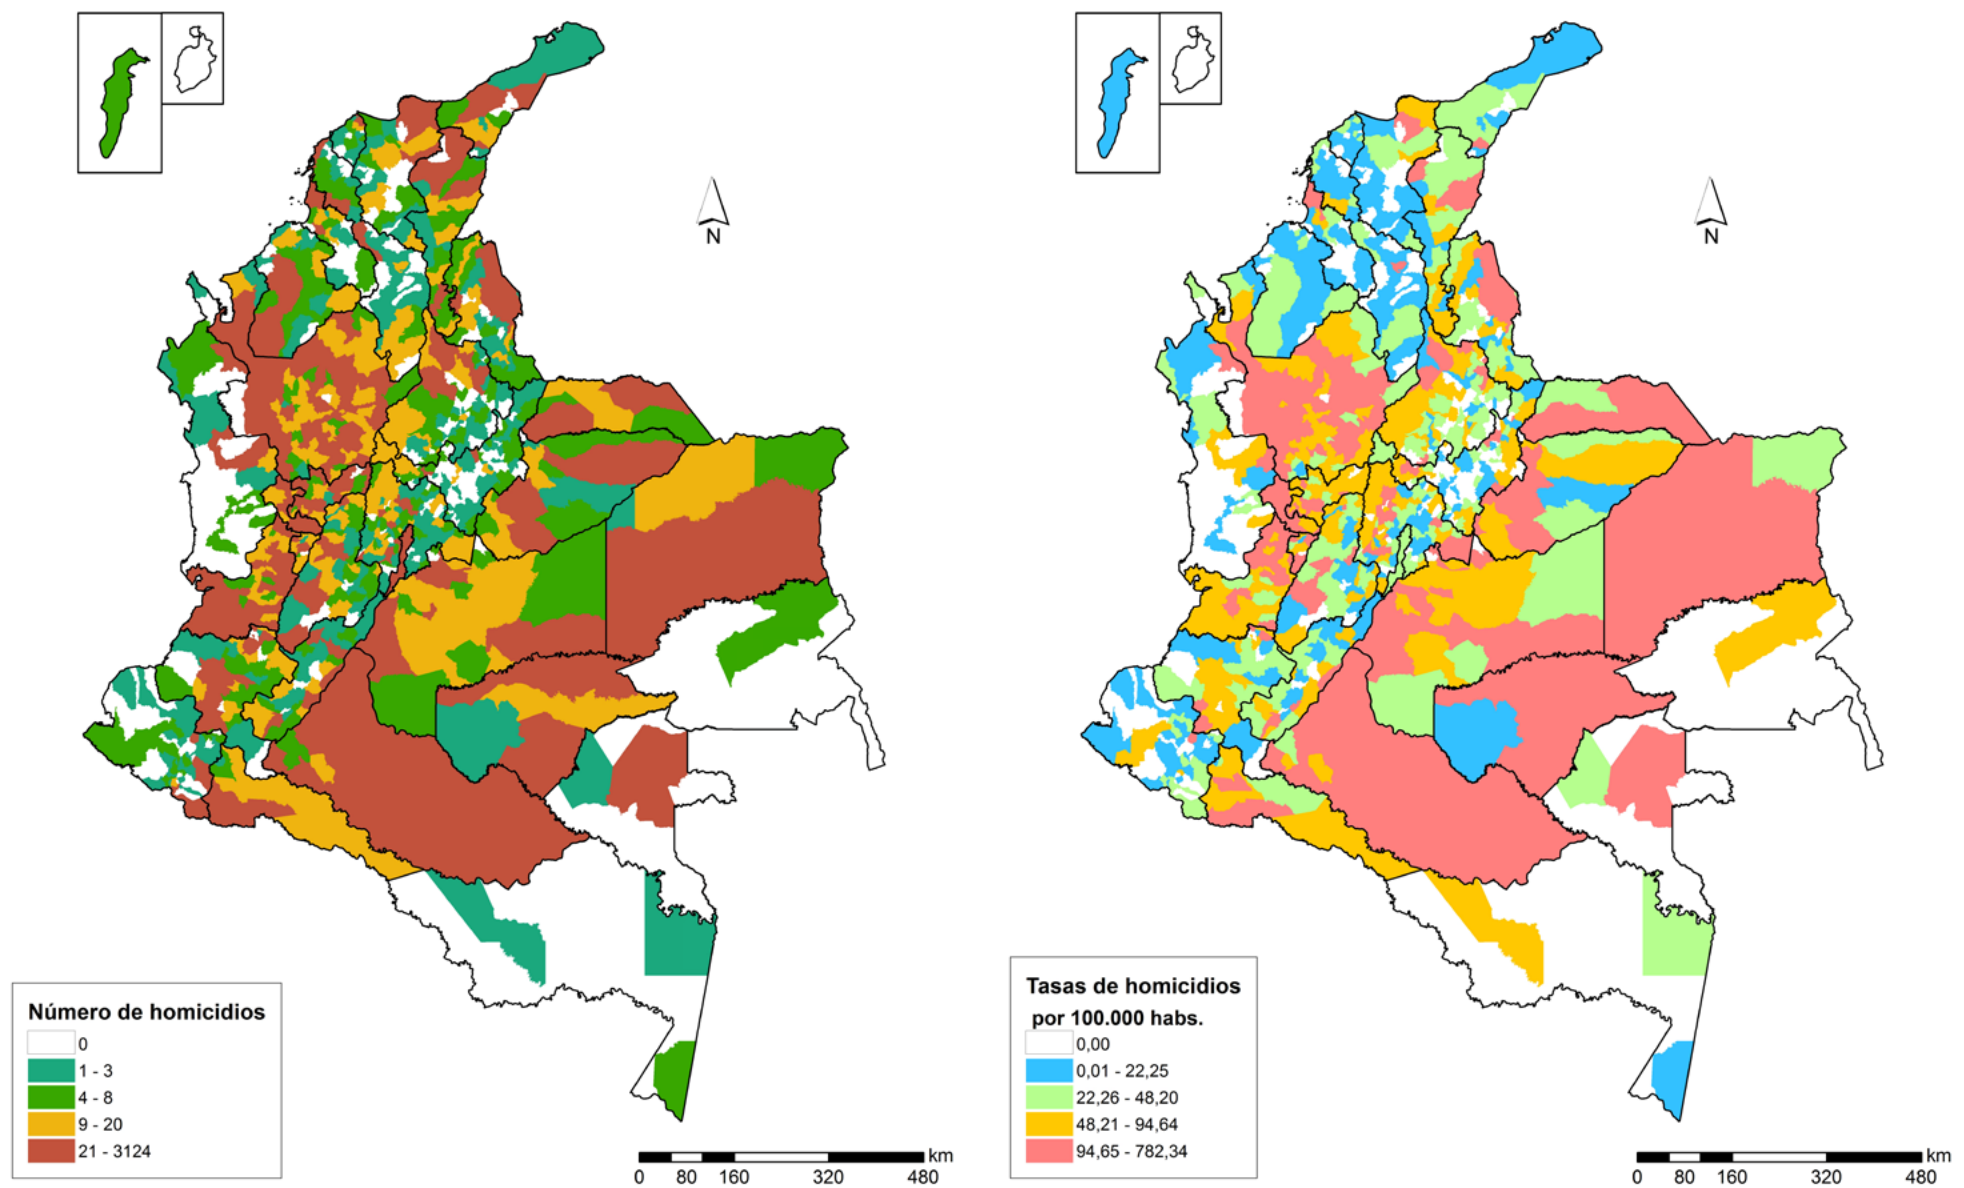 N
Número de homicidios
0
1 - 3
4 - 8
9 - 20
21 - 3124
km
0 80 160 320 480
N
Tasas de homicidios
por 100.000 habs.
0,00
0,01 - 22,25
22,26 - 48,20
48,21 - 94,64
94,65 - 782,34
km
0 80 160 320 480